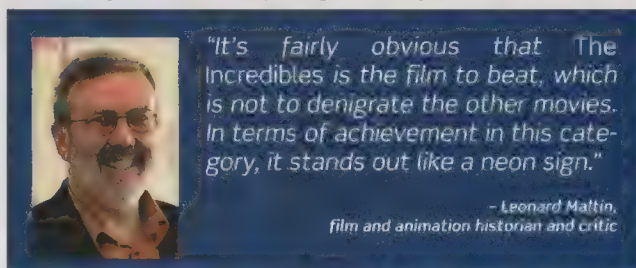 "It's fairly obvious that The
Incredibles is the film to beat, which
is not to denigrate the other movies.
In terms of achievement in this cate-
gory, it stands out like a neon sign."
– Leonard Maltin,
film and animation historian and critic